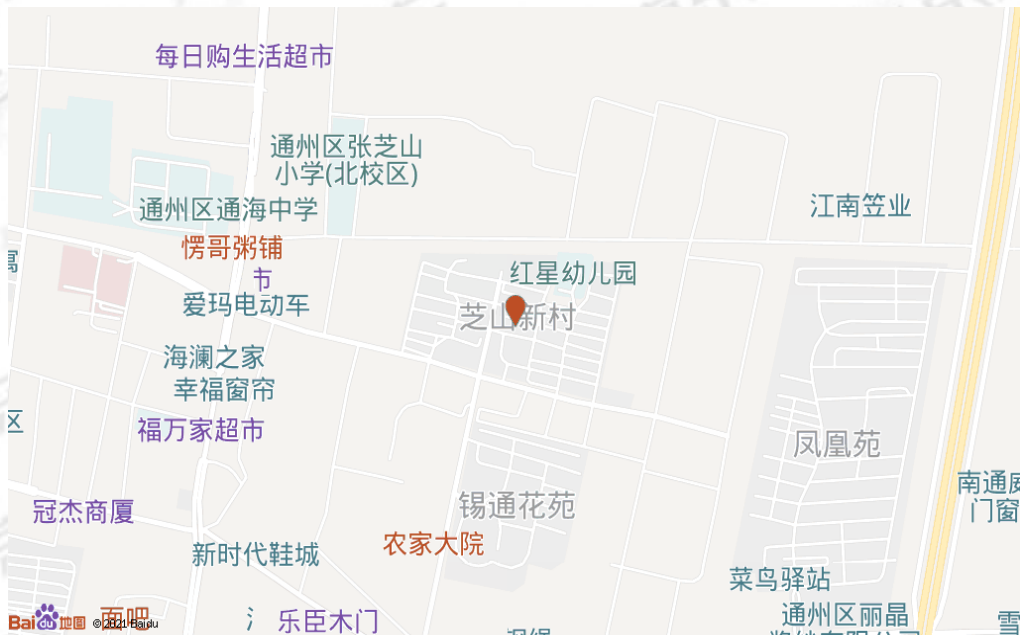 每日购生活超市
通州区张芝山
小学(北校区)
通州区通海中学
江南笠业
愣哥粥铺
市
红星幼儿园
爱玛电动车
芝山新村
海澜之家
幸福窗帘
区
福万家超市
凤凰苑
南通威
门窗
锡通花苑
冠杰商厦
农家大院
新时代鞋城
菜鸟驿站
通州区丽晶
面吧
乐臣木门
雪
Baidu地图 © 2021 Baidu